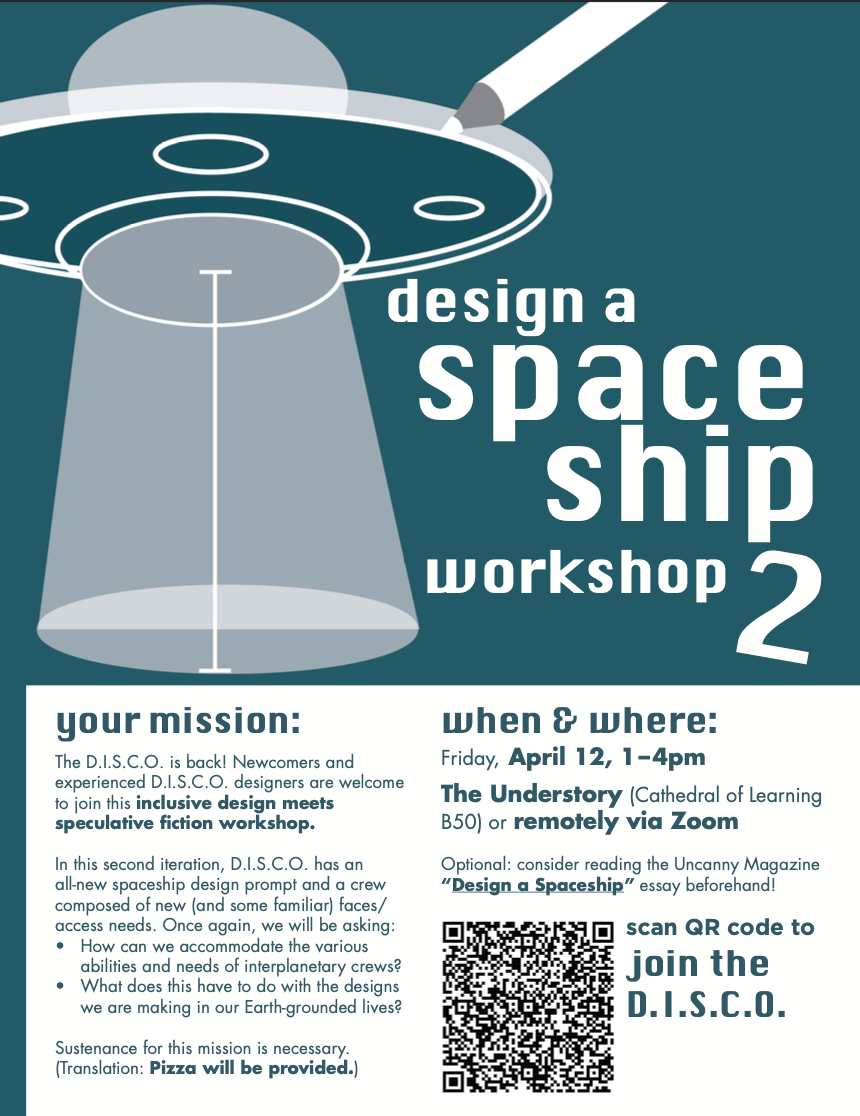 design a
space
ship
workshop 2
your mission:
The D.I.S.C.O. is back! Newcomers and
experienced D.I.S.C.O. designers are welcome
to join this inclusive design meets
speculative fiction workshop.
In this second iteration, D.I.S.C.O. has an
all-new spaceship design prompt and a crew
composed of new (and some familiar) faces/
access needs. Once again, we will be asking:
• How can we accommodate the various
abilities and needs of interplanetary crews?
• What does this have to do with the designs
we are making in our Earth-grounded lives?
Sustenance for this mission is necessary.
(Translation: Pizza will be provided.)
when & where:
Friday, April 12, 1–4pm
The Understory (Cathedral of Learning
B50) or remotely via Zoom
Optional: consider reading the Uncanny Magazine
“Design a Spaceship” essay beforehand!
scan QR code to
join the
D.I.S.C.O.